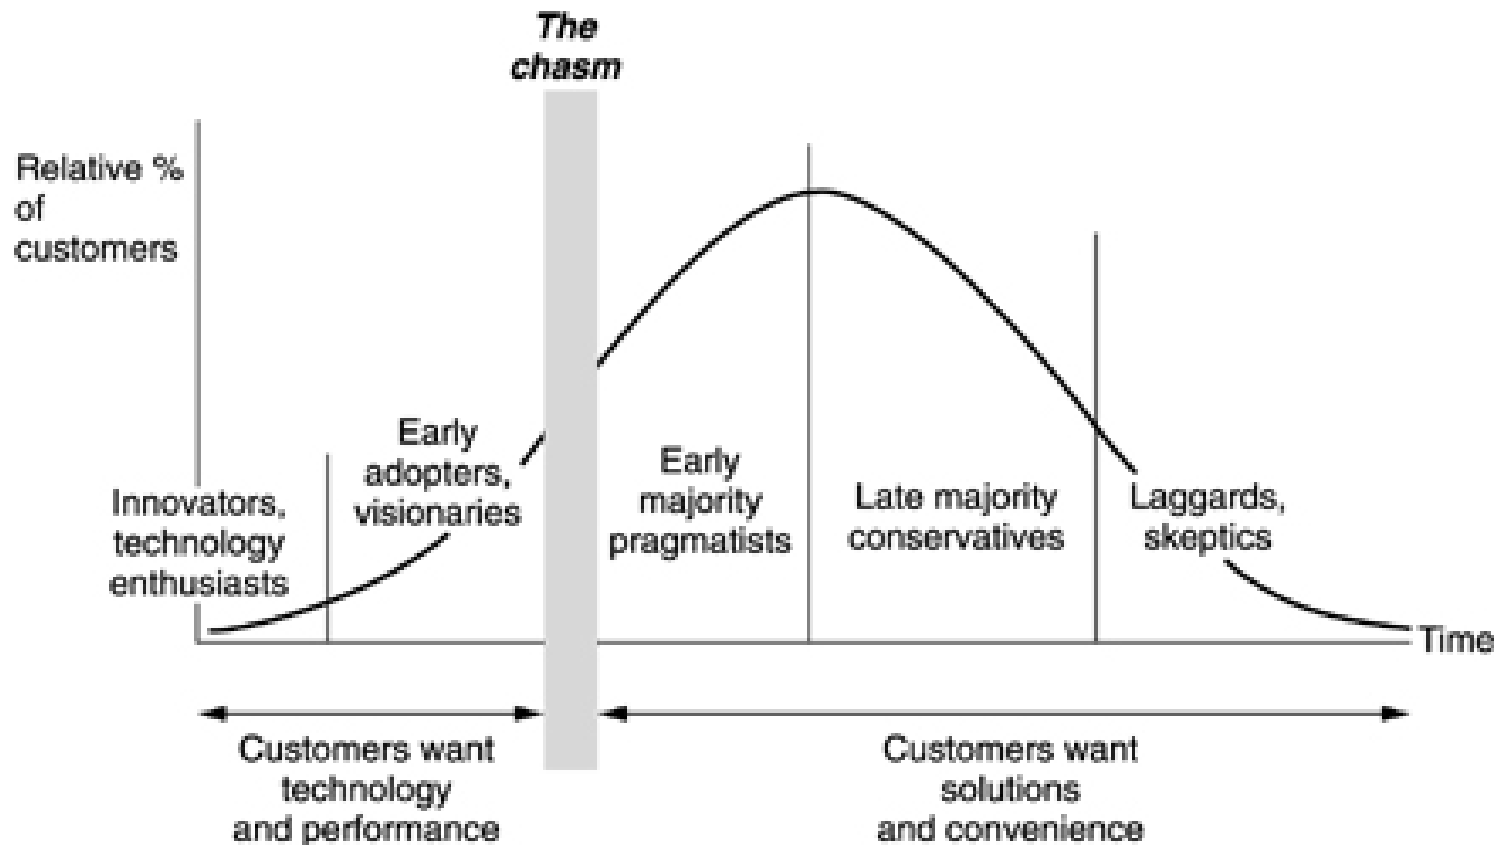 The
chasm
Relative %
of
customers
Innovators,
technology
enthusiasts
Early
adopters,
visionaries
Early
majority
pragmatists
Late majority
conservatives
Laggards,
skeptics
Time
Customers want
technology
and performance
Customers want
solutions
and convenience